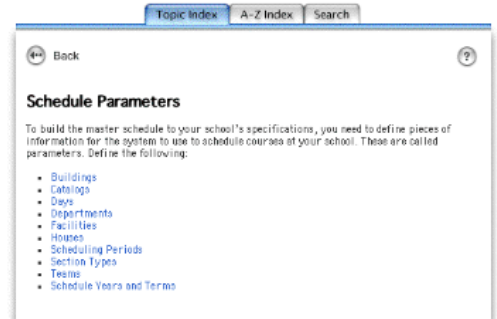 Topic Index A-Z Index Search
Back ?
Schedule Parameters
To build the master schedule to your school's specifications, you need to define pieces of
information for the system to use to schedule courses at your school. These are called
parameters. Define the following:
Buildings
Catalogs
Days
Departments
Facilities
Houses
Scheduling Periods
Section Types
Teams
Schedule Years and Terms